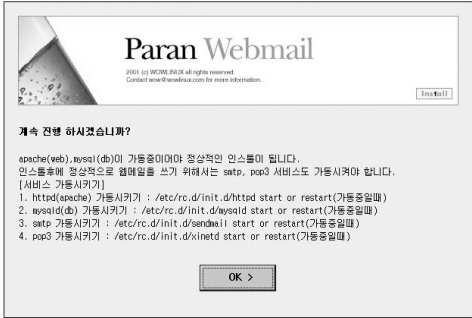 Paran Webmail
2001 (c) WOWLINUX all rights reserved.
Contact wow@wowlinux.com for more information.
Install
계속 진행 하시겠습니까?
apache(web),mysql(db)이 가동중이어야 정상적인 인스톨이 됩니다.
인스톨후에 정상적으로 웹메일을 쓰기 위해서는 smtp, pop3 서비스도 가동시켜야 합니다.
[서비스 가동시키기]
1. httpd(apache) 가동시키기 : /etc/rc.d/init.d/httpd start or restart(가동중일때)
2. mysqld(db) 가동시키기 : /etc/rc.d/init.d/mysqld start or restart(가동중일때)
3. smtp 가동시키기 : /etc/rc.d/init.d/sendmail start or restart(가동중일때)
4. pop3 가동시키기 : /etc/rc.d/init.d/xinetd start or restart(가동중일때)
OK >